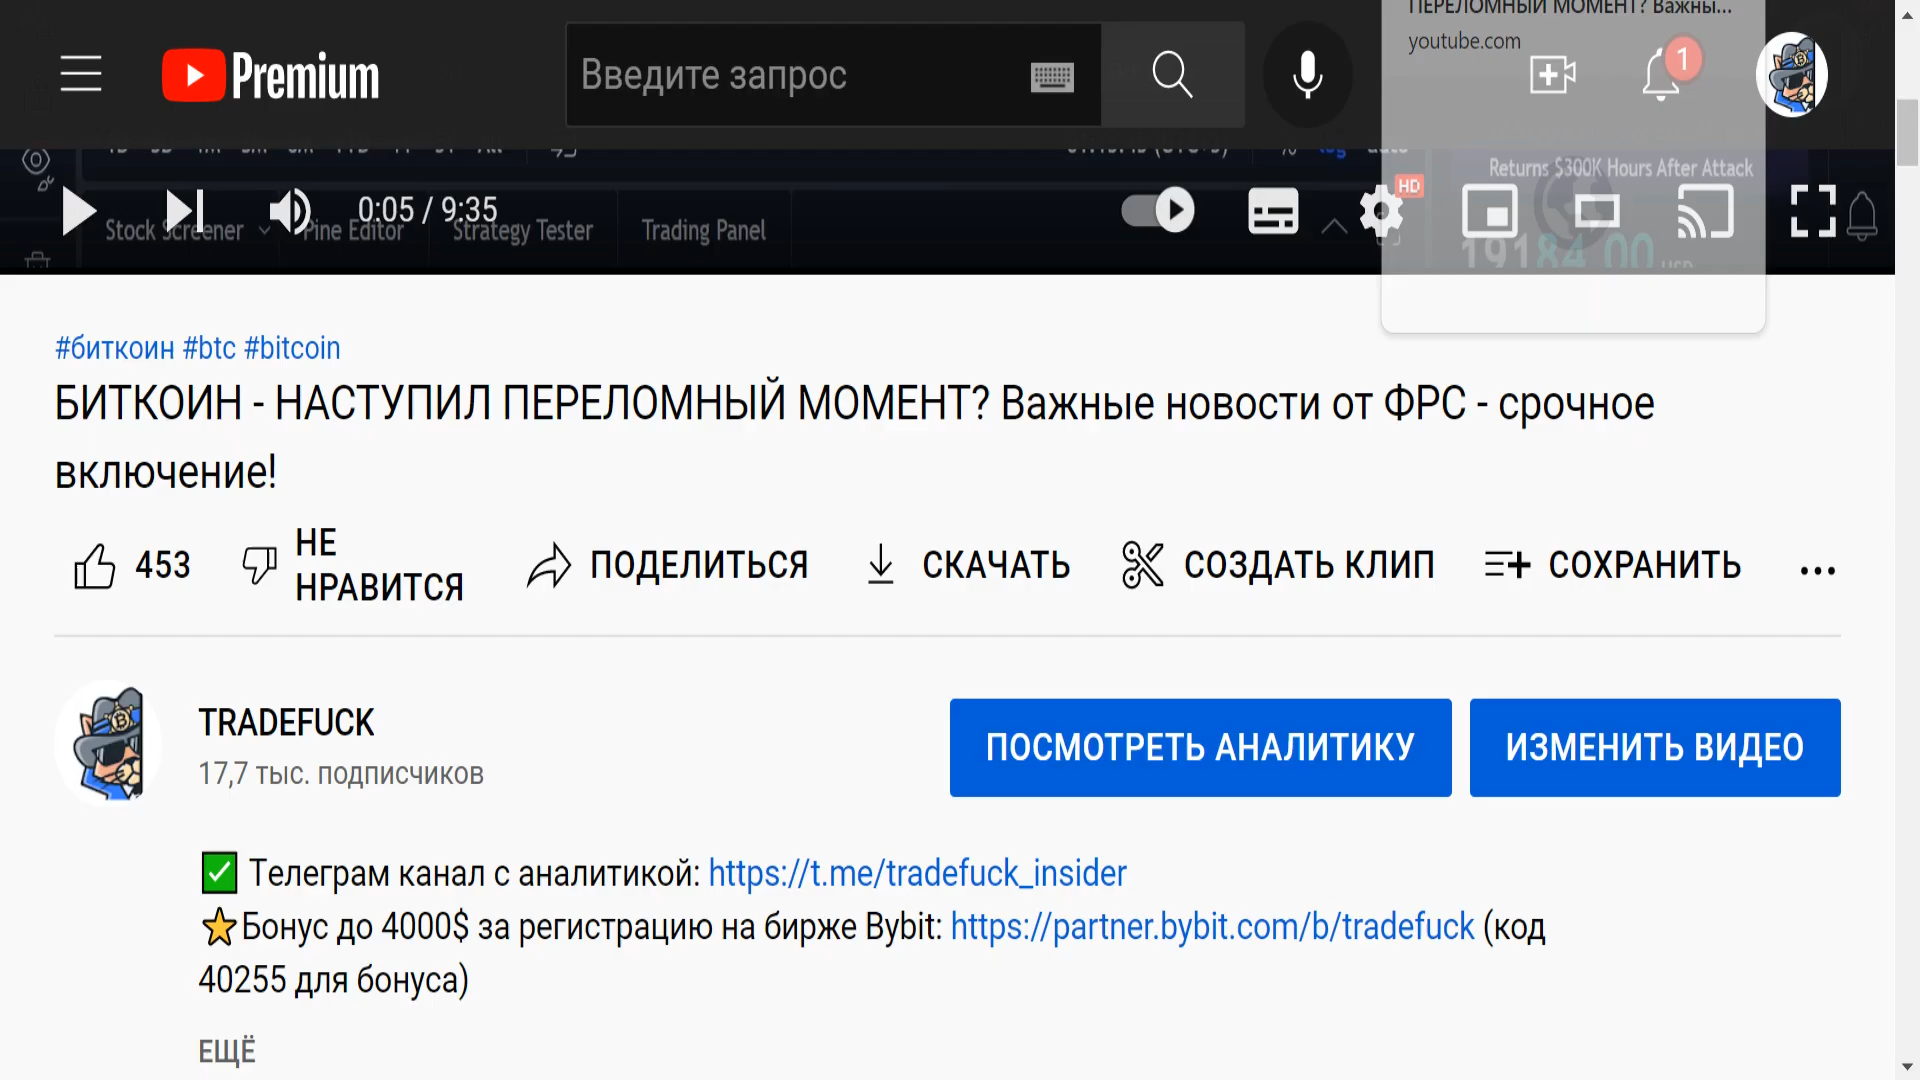 ПЕРЕЛОМНЫЙ МОМЕНТ? Важны...
youtube.com
Premium
Введите запрос
1
Returns $300K Hours After Attack
0:05 / 9:35
HD
Stock Screener
Pine Editor
Strategy Tester
Trading Panel
19184.00 USD
#биткоин #btc #bitcoin
БИТКОИН - НАСТУПИЛ ПЕРЕЛОМНЫЙ МОМЕНТ? Важные новости от ФРС - срочное
включение!
453
НЕ
НРАВИТСЯ
ПОДЕЛИТЬСЯ
СКАЧАТЬ
СОЗДАТЬ КЛИП
СОХРАНИТЬ
...
TRADEFUCK
17,7 тыс. подписчиков
ПОСМОТРЕТЬ АНАЛИТИКУ
ИЗМЕНИТЬ ВИДЕО
✅ Телеграм канал с аналитикой: https://t.me/tradefuck_insider
⭐Бонус до 4000$ за регистрацию на бирже Bybit: https://partner.bybit.com/b/tradefuck (код
40255 для бонуса)
ЕЩЁ